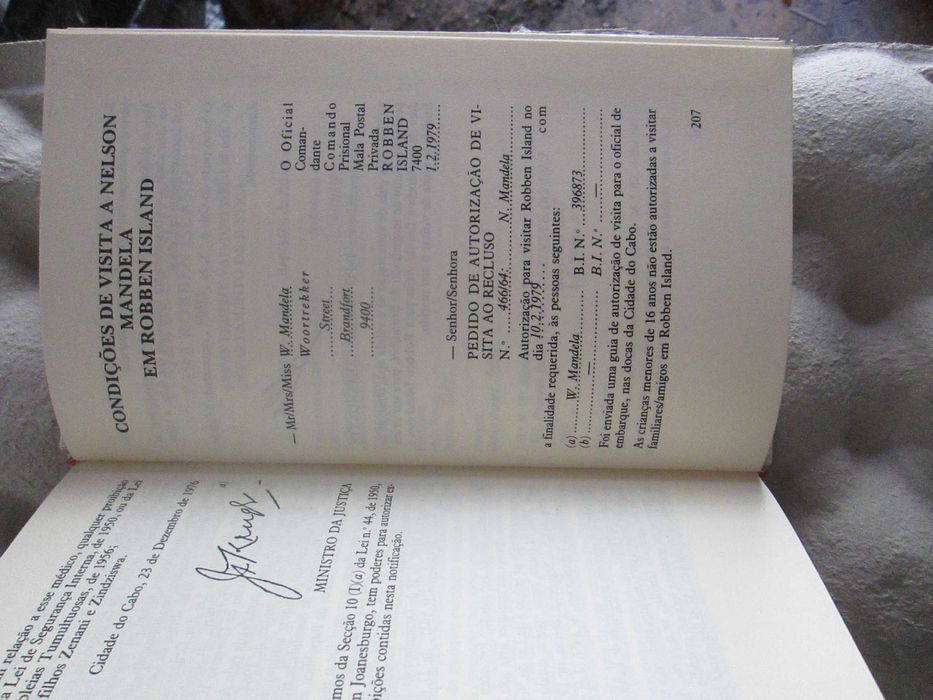 relação a esse médico, qualquer proibição
a Lei de Segurança Interna, de 1950, ou da Lei
Tumultuosas, de 1956;
filhos Zenani e Zindziswa.
Cidade do Cabo, 23 de Dezembro de 1976
a)
MINISTRO DA JUSTIÇA
mos da Secção 10 (I)(a) da Lei n.º 44, de 1950,
Joanesburgo, tem poderes para autorizar
contidas nesta notificação.
CONDIÇÕES DE VISITA A NELSON
MANDELA
EM ROBBEN ISLAND
— Mr/Mrs/Miss W. Mandela
Woortrekker
Street
Brandfort
9400
O Oficial
Coman-
dante
Comando
Prisional
Mala Postal
Privada
ROBBEN
ISLAND
7400
1.2.1979
— Senhor/Senhora
PEDIDO DE AUTORIZAÇÃO DE VI-
SITA AO RECLUSO
N.º ......466/64:.............N. Mandela............
Autorização para visitar Robben Island no
dia 10.2.1979 ..... com
a finalidade requerida, às pessoas seguintes:
(a) ........W. Mandela ........ B.I. N.º ....396873......
(b) ............—............. B.I. N.º ........—........
Foi enviada uma guia de autorização de visita para o oficial de
embarque, nas docas da Cidade do Cabo.
As crianças menores de 16 anos não estão autorizadas a visitar
familiares/amigos em Robben Island.
207